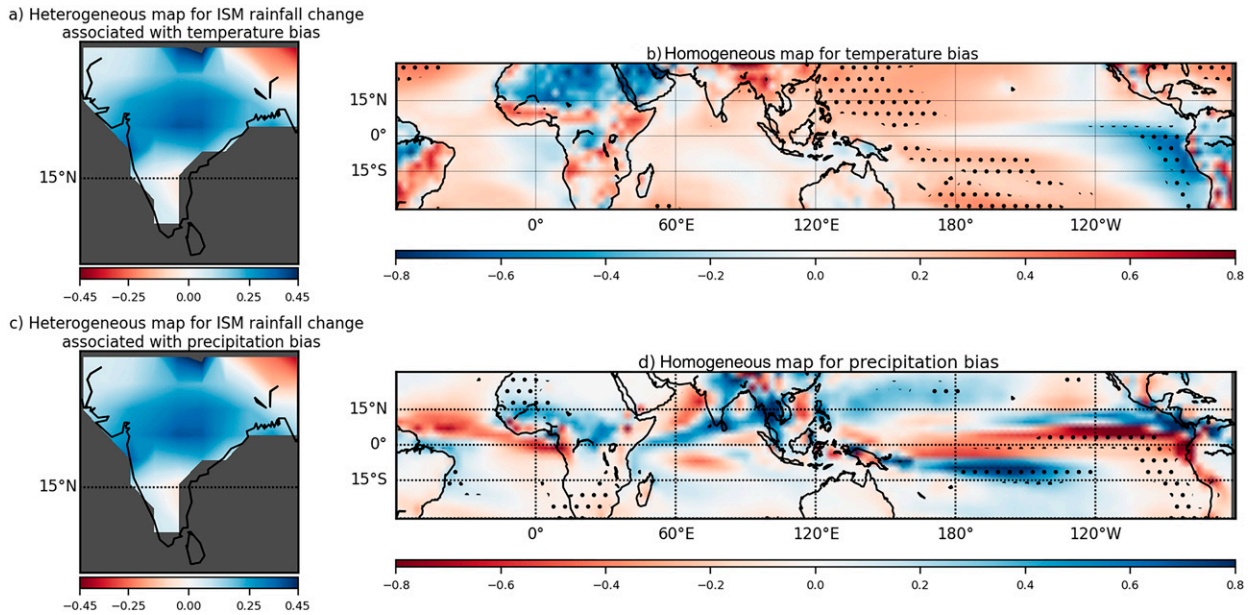 a) Heterogeneous map for ISM rainfall change
associated with temperature bias
15°N
−0.45 −0.25 0.00 0.25 0.45
b) Homogeneous map for temperature bias
15°N
0°
15°S
0° 60°E 120°E 180° 120°W
−0.8 −0.6 −0.4 −0.2 0.0 0.2 0.4 0.6 0.8
c) Heterogeneous map for ISM rainfall change
associated with precipitation bias
15°N
−0.45 −0.25 0.00 0.25 0.45
d) Homogeneous map for precipitation bias
15°N
0°
15°S
0° 60°E 120°E 180° 120°W
−0.8 −0.6 −0.4 −0.2 0.0 0.2 0.4 0.6 0.8